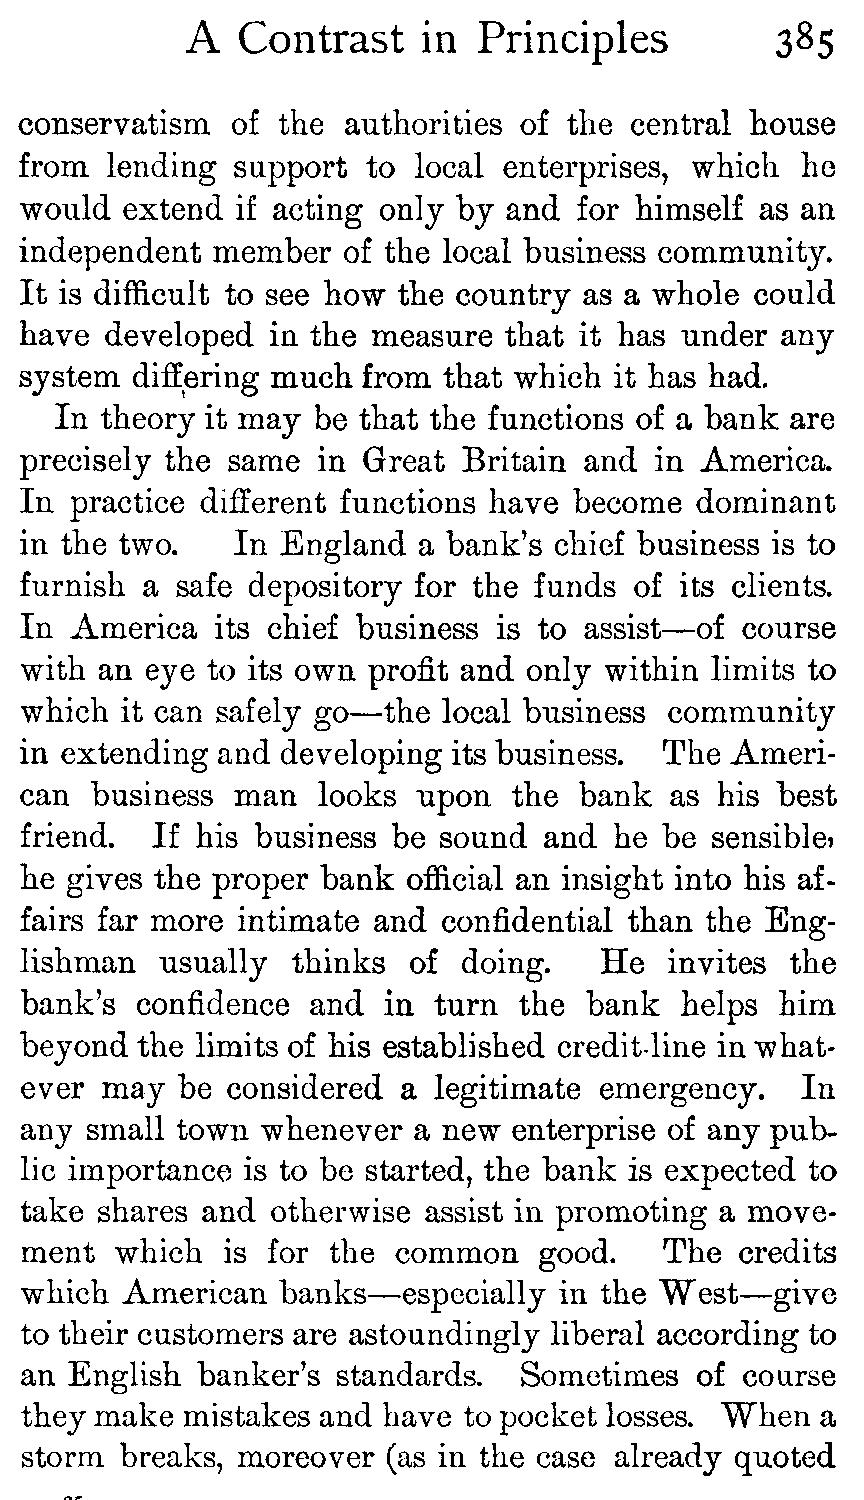 A Contrast in Principles 385
conservatism of the authorities of the central house
from lending support to local enterprises, which he
would extend if acting only by and for himself as an
independent member of the local business community.
It is difficult to see how the country as a whole could
have developed in the measure that it has under any
system differing much from that which it has had.
In theory it may be that the functions of a bank are
precisely the same in Great Britain and in America.
In practice different functions have become dominant
in the two. In England a bank's chief business is to
furnish a safe depository for the funds of its clients.
In America its chief business is to assist—of course
with an eye to its own profit and only within limits to
which it can safely go—the local business community
in extending and developing its business. The Ameri-
can business man looks upon the bank as his best
friend. If his business be sound and he be sensible,
he gives the proper bank official an insight into his af-
fairs far more intimate and confidential than the Eng-
lishman usually thinks of doing. He invites the
bank's confidence and in turn the bank helps him
beyond the limits of his established credit-line in what-
ever may be considered a legitimate emergency. In
any small town whenever a new enterprise of any pub-
lic importance is to be started, the bank is expected to
take shares and otherwise assist in promoting a move-
ment which is for the common good. The credits
which American banks—especially in the West—give
to their customers are astoundingly liberal according to
an English banker's standards. Sometimes of course
they make mistakes and have to pocket losses. When a
storm breaks, moreover (as in the case already quoted